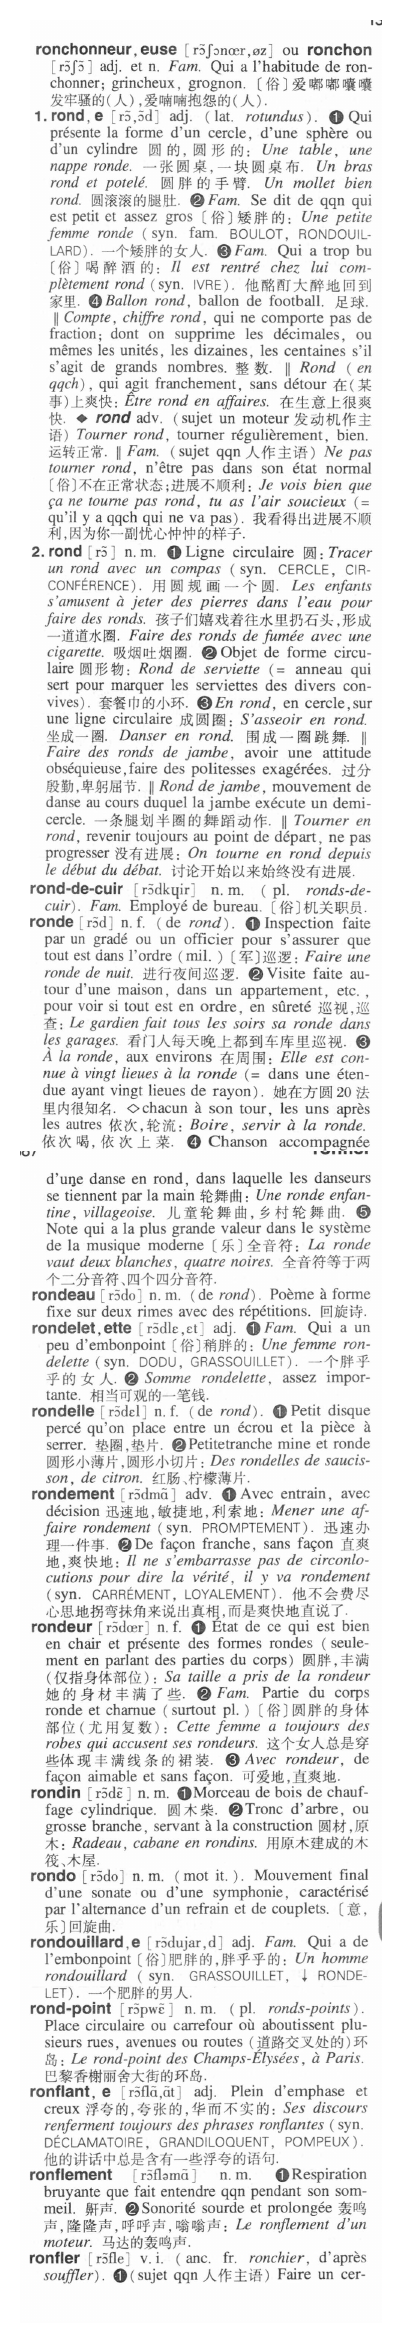 ronchonneur, euse [rɔ̃ʃɔnœr,øz] ou ronchon
[rɔ̃ʃɔ̃] adj. et n. Fam. Qui a l'habitude de ron-
chonner; grincheux, grognon. 〔俗〕爱嘟嘟囔囔
发牢骚的(人),爱喃喃抱怨的(人).
1. rond, e [rɔ̃,ɔ̃d] adj. (lat. rotundus). ❶ Qui
présente la forme d'un cercle, d'une sphère ou
d'un cylindre 圆的,圆形的: Une table, une
nappe ronde. 一张圆桌,一块圆桌布. Un bras
rond et potelé. 圆胖的手臂. Un mollet bien
rond. 圆滚滚的腿肚. ❷ Fam. Se dit de qqn qui
est petit et assez gros 〔俗〕矮胖的: Une petite
femme ronde (syn. fam. BOULOT, RONDOUIL-
LARD). 一个矮胖的女人. ❸ Fam. Qui a trop bu
〔俗〕喝醉酒的: Il est rentré chez lui com-
plètement rond (syn. IVRE). 他酩酊大醉地回到
家里. ❹ Ballon rond, ballon de football. 足球.
‖ Compte, chiffre rond, qui ne comporte pas de
fraction; dont on supprime les décimales, ou
mêmes les unités, les dizaines, les centaines s'il
s'agit de grands nombres. 整数. ‖ Rond (en
qqch), qui agit franchement, sans détour 在(某
事)上爽快: Être rond en affaires. 在生意上很爽
快. ◆ rond adv. (sujet un moteur 发动机作主
语) Tourner rond, tourner régulièrement, bien.
运转正常. ‖ Fam. (sujet qqn 人作主语) Ne pas
tourner rond, n'être pas dans son état normal
〔俗〕不在正常状态;进展不顺利: Je vois bien que
ça ne tourne pas rond, tu as l'air soucieux (=
qu'il y a qqch qui ne va pas). 我看得出进展不顺
利,因为你一副忧心忡忡的样子.
2. rond [rɔ̃] n. m. ❶ Ligne circulaire 圆: Tracer
un rond avec un compas (syn. CERCLE, CIR-
CONFÉRENCE). 用圆规画一个圆. Les enfants
s'amusent à jeter des pierres dans l'eau pour
faire des ronds. 孩子们嬉戏着往水里扔石头,形成
一道道水圈. Faire des ronds de fumée avec une
cigarette. 吸烟吐烟圈. ❷ Objet de forme circu-
laire 圆形物: Rond de serviette (= anneau qui
sert pour marquer les serviettes des divers con-
vives). 套餐巾的小环. ❸ En rond, en cercle, sur
une ligne circulaire 成圆圈: S'asseoir en rond.
坐成一圈. Danser en rond. 围成一圈跳舞. ‖
Faire des ronds de jambe, avoir une attitude
obséquieuse, faire des politesses exagérées. 过分
殷勤,卑躬屈节. ‖ Rond de jambe, mouvement de
danse au cours duquel la jambe exécute un demi-
cercle. 一条腿划半圈的舞蹈动作. ‖ Tourner en
rond, revenir toujours au point de départ, ne pas
progresser 没有进展: On tourne en rond depuis
le début du débat. 讨论开始以来始终没有进展.
rond-de-cuir [rɔ̃dkɥir] n. m. (pl. ronds-de-
cuir). Fam. Employé de bureau. 〔俗〕机关职员.
ronde [rɔ̃d] n. f. (de rond). ❶ Inspection faite
par un gradé ou un officier pour s'assurer que
tout est dans l'ordre (mil.) 〔军〕巡逻: Faire une
ronde de nuit. 进行夜间巡逻. ❷ Visite faite au-
tour d'une maison, dans un appartement, etc.,
pour voir si tout est en ordre, en sûreté 巡视,巡
查: Le gardien fait tous les soirs sa ronde dans
les garages. 看门人每天晚上都到车库里巡视. ❸
À la ronde, aux environs 在周围: Elle est con-
nue à vingt lieues à la ronde (= dans une éten-
due ayant vingt lieues de rayon). 她在方圆 20 法
里内很知名. ◇chacun à son tour, les uns après
les autres 依次,轮流: Boire, servir à la ronde.
依次喝,依次上菜. ❹ Chanson accompagnée
d'une danse en rond, dans laquelle les danseurs
se tiennent par la main 轮舞曲: Une ronde enfan-
tine, villageoise. 儿童轮舞曲,乡村轮舞曲. ❺
Note qui a la plus grande valeur dans le système
de la musique moderne 〔乐〕全音符: La ronde
vaut deux blanches, quatre noires. 全音符等于两
个二分音符、四个四分音符.
rondeau [rɔ̃do] n. m. (de rond). Poème à forme
fixe sur deux rimes avec des répétitions. 回旋诗.
rondelet, ette [rɔ̃dlɛ,ɛt] adj. ❶ Fam. Qui a un
peu d'embonpoint 〔俗〕稍胖的: Une femme ron-
delette (syn. DODU, GRASSOUILLET). 一个胖乎
乎的女人. ❷ Somme rondelette, assez impor-
tante. 相当可观的一笔钱.
rondelle [rɔ̃dɛl] n. f. (de rond). ❶ Petit disque
percé qu'on place entre un écrou et la pièce à
serrer. 垫圈,垫片. ❷ Petitetranche mine et ronde
圆形小薄片,圆形小切片: Des rondelles de saucis-
son, de citron. 红肠、柠檬薄片.
rondement [rɔ̃dmɑ̃] adv. ❶ Avec entrain, avec
décision 迅速地,敏捷地,利索地: Mener une af-
faire rondement (syn. PROMPTEMENT). 迅速办
理一件事. ❷ De façon franche, sans façon 直爽
地,爽快地: Il ne s'embarrasse pas de circonlo-
cutions pour dire la vérité, il y va rondement
(syn. CARRÉMENT, LOYALEMENT). 他不会费尽
心思地拐弯抹角来说出真相,而是爽快地直说了.
rondeur [rɔ̃dœr] n. f. ❶ État de ce qui est bien
en chair et présente des formes rondes (seule-
ment en parlant des parties du corps) 圆胖,丰满
(仅指身体部位): Sa taille a pris de la rondeur
她的身材丰满了些. ❷ Fam. Partie du corps
ronde et charnue (surtout pl.) 〔俗〕圆胖的身体
部位(尤用复数): Cette femme a toujours des
robes qui accusent ses rondeurs. 这个女人总是穿
些体现丰满线条的裙装. ❸ Avec rondeur, de
façon aimable et sans façon. 可爱地,直爽地.
rondin [rɔ̃dɛ̃] n. m. ❶ Morceau de bois de chauf-
fage cylindrique. 圆木柴. ❷ Tronc d'arbre, ou
grosse branche, servant à la construction 圆材,原
木: Radeau, cabane en rondins. 用原木建成的木
筏、木屋.
rondo [rɔ̃do] n. m. (mot it.). Mouvement final
d'une sonate ou d'une symphonie, caractérisé
par l'alternance d'un refrain et de couplets. 〔意,
乐〕回旋曲.
rondouillard, e [rɔ̃dujar,d] adj. Fam. Qui a de
l'embonpoint 〔俗〕肥胖的,胖乎乎的: Un homme
rondouillard (syn. GRASSOUILLET, ↓ RONDE-
LET). 一个肥胖的男人.
rond-point [rɔ̃pwɛ̃] n. m. (pl. ronds-points).
Place circulaire ou carrefour où aboutissent plu-
sieurs rues, avenues ou routes (道路交叉处的)环
岛: Le rond-point des Champs-Élysées, à Paris.
巴黎香榭丽舍大街的环岛.
ronflant, e [rɔ̃flɑ̃,ɑ̃t] adj. Plein d'emphase et
creux 浮夸的,夸张的,华而不实的: Ses discours
renferment toujours des phrases ronflantes (syn.
DÉCLAMATOIRE, GRANDILOQUENT, POMPEUX).
他的讲话中总是含有一些浮夸的语句.
ronflement [rɔ̃fləmɑ̃] n. m. ❶ Respiration
bruyante que fait entendre qqn pendant son som-
meil. 鼾声. ❷ Sonorité sourde et prolongée 轰鸣
声,隆隆声,呼呼声,嗡嗡声: Le ronflement d'un
moteur. 马达的轰鸣声.
ronfler [rɔ̃fle] v. i. (anc. fr. ronchier, d'après
souffler). ❶ (sujet qqn 人作主语) Faire un cer-